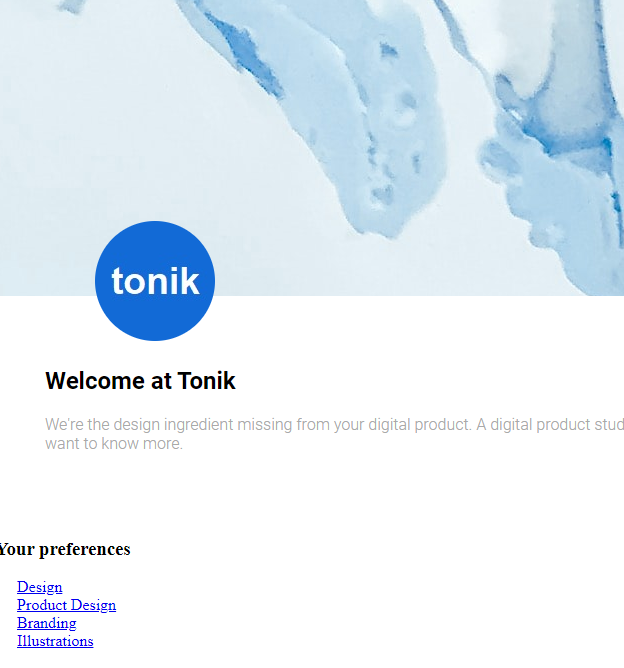 tonik
Welcome at Tonik
We're the design ingredient missing from your digital product. A digital product stud
want to know more.
Your preferences
Design
Product Design
Branding
Illustrations